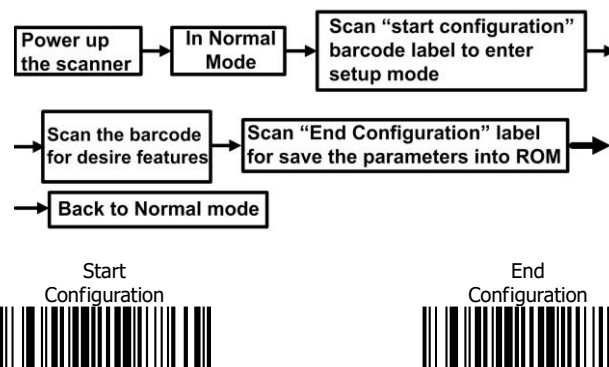 Power up
the scanner
In Normal
Mode
Scan “start configuration”
barcode label to enter
setup mode
Scan the barcode
for desire features
Scan “End Configuration” label
for save the parameters into ROM
Back to Normal mode
Start
Configuration
End
Configuration